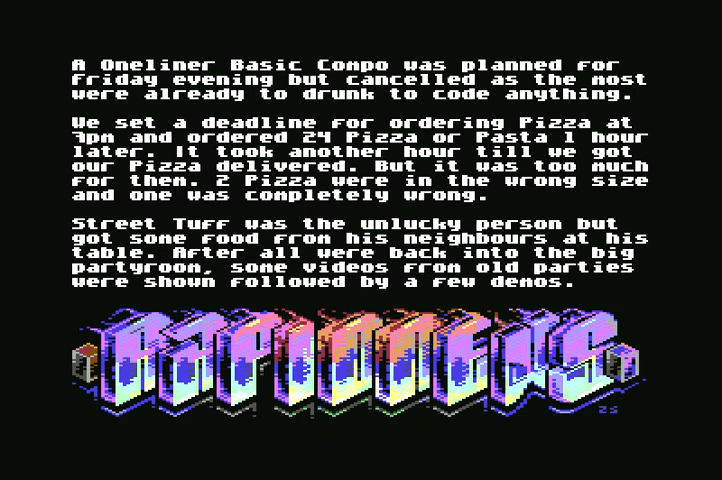 A Oneliner Basic Compo was planned for
Friday evening but cancelled as the most
were already to drunk to code anything.
We set a deadline for ordering Pizza at
7pm and ordered 24 Pizza or Pasta 1 hour
later. It took another hour till we got
our Pizza delivered. But it was too much
for them. 2 Pizza were in the wrong size
and one was completely wrong.
Street Tuff was the unlucky person but
got some food from his neighbours at his
table. After all were back into the big
partyroom, some videos from old parties
were shown followed by a few demos.